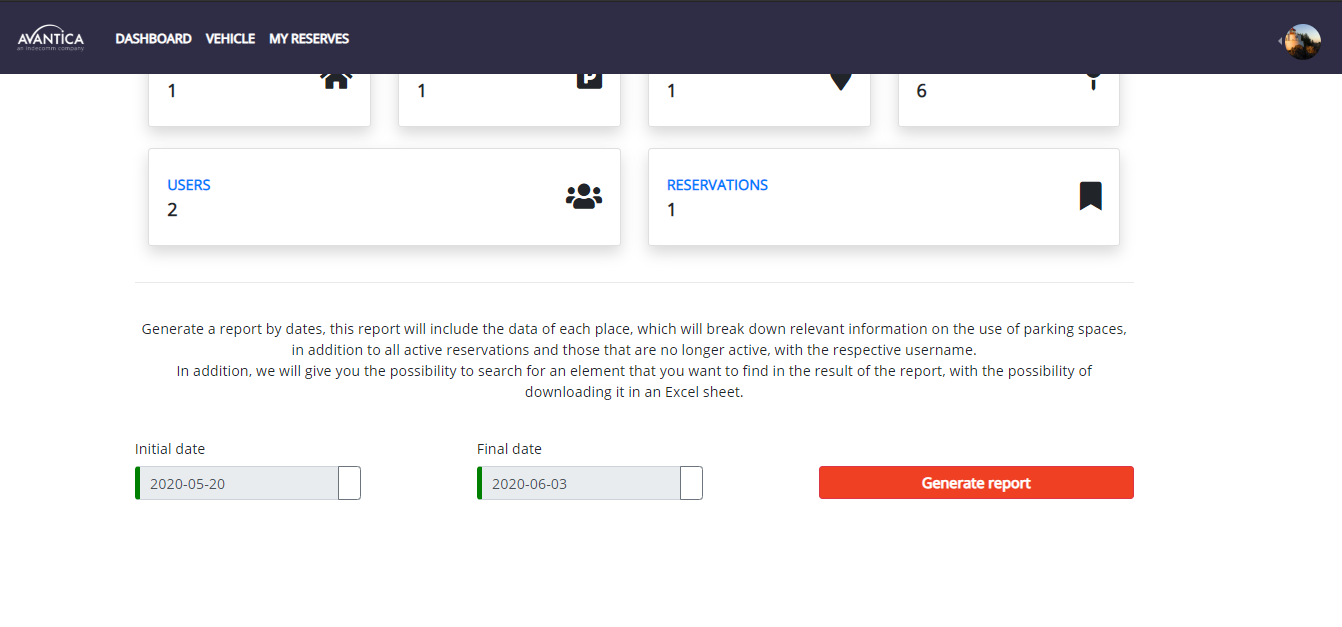 AVANTICA
an Indecomm company
DASHBOARD VEHICLE MY RESERVES
1 P 1 1 6
USERS
2
RESERVATIONS
1
Generate a report by dates, this report will include the data of each place, which will break down relevant information on the use of parking spaces,
in addition to all active reservations and those that are no longer active, with the respective username.
In addition, we will give you the possibility to search for an element that you want to find in the result of the report, with the possibility of
downloading it in an Excel sheet.
Initial date
2020-05-20
Final date
2020-06-03
Generate report